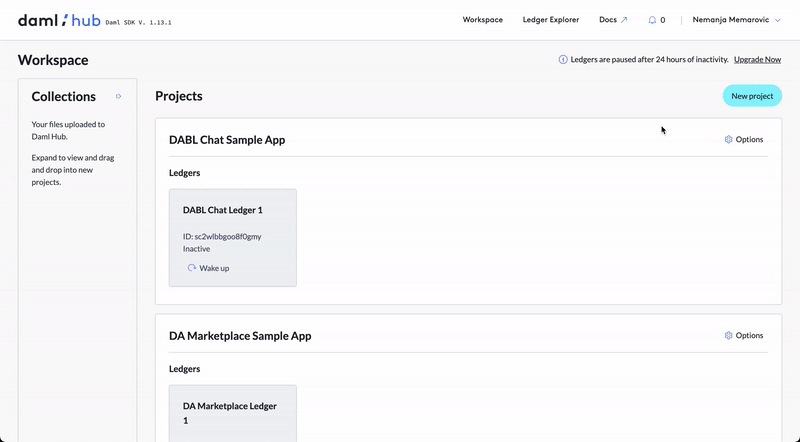 daml hub Daml SDK V. 1.13.1
Workspace Ledger Explorer Docs 0 Nemanja Memarovic
Workspace
Ledgers are paused after 24 hours of inactivity. Upgrade Now
Collections
Your files uploaded to
Daml Hub.
Expand to view and drag
and drop into new
projects.
Projects
New project
DABL Chat Sample App
Options
Ledgers
DABL Chat Ledger 1
ID: sc2wlbbgoo8f0gmy
Inactive
Wake up
DA Marketplace Sample App
Options
Ledgers
DA Marketplace Ledger
1